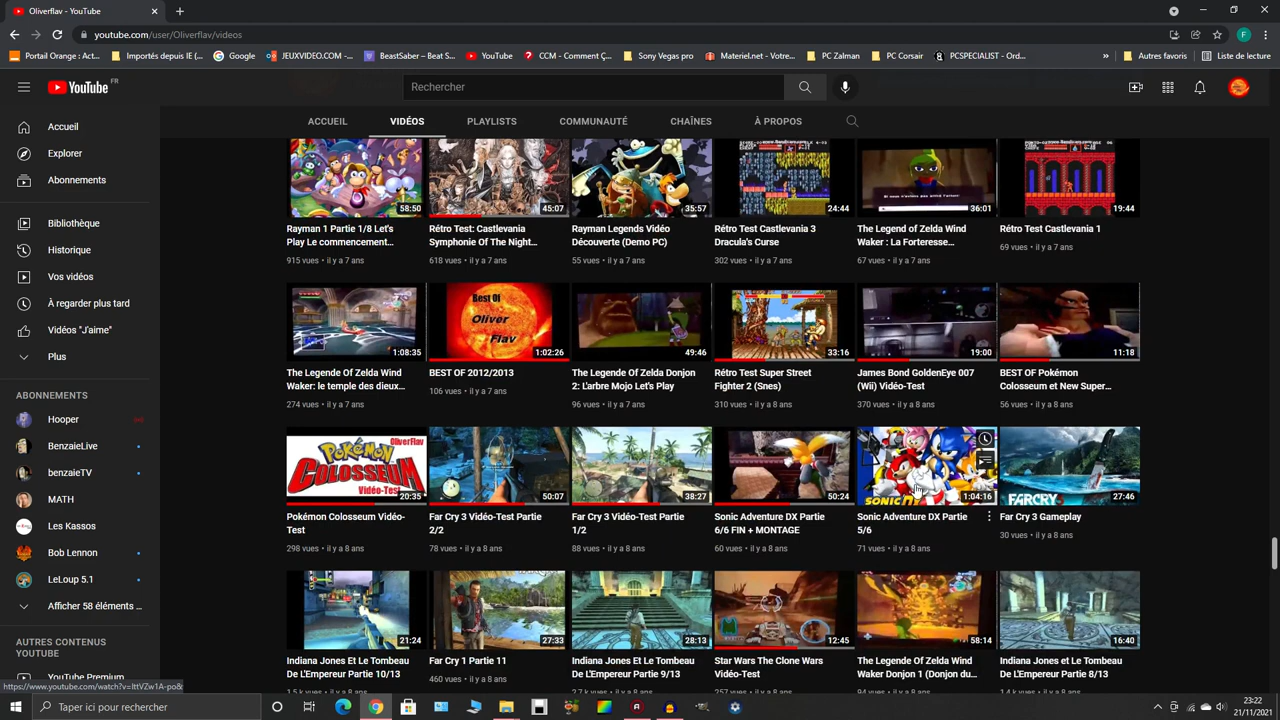 Oliverflav - YouTube
youtube.com/user/Oliverflav/videos
Portail Orange : Act... Importés depuis IE (... Google JEUXVIDEO.COM - ... BeastSaber – Beat S... YouTube CCM - Comment Ç... Sony Vegas pro Materiel.net - Votre... PC Zalman PC Corsair PCSPECIALIST - Ord... » Autres favoris Liste de lecture
YouTube FR
Rechercher
ACCUEIL VIDÉOS PLAYLISTS COMMUNAUTÉ CHAÎNES À PROPOS
Accueil
Explorer
Abonnements
Bibliothèque
Historique
Vos vidéos
À regarder plus tard
Vidéos "J'aime"
Plus
ABONNEMENTS
Hooper
BenzaieLive
benzaieTV
MATH
Les Kassos
Bob Lennon
LeLoup 5.1
Afficher 58 éléments ...
AUTRES CONTENUS
YOUTUBE
YouTube Premium
58:50 45:07 35:57 24:44 36:01 19:44
Rayman 1 Partie 1/8 Let's
Play Le commencement...
915 vues • il y a 7 ans
Rétro Test: Castlevania
Symphonie Of The Night...
618 vues • il y a 7 ans
Rayman Legends Vidéo
Découverte (Demo PC)
55 vues • il y a 7 ans
Rétro Test Castlevania 3
Dracula's Curse
302 vues • il y a 7 ans
The Legend of Zelda Wind
Waker : La Forteresse...
67 vues • il y a 7 ans
Rétro Test Castlevania 1
69 vues • il y a 7 ans
Best Of
Oliver
Flav
1:08:35 1:02:26 49:46 33:16 19:00 11:18
The Legende Of Zelda Wind
Waker: le temple des dieux...
274 vues • il y a 7 ans
BEST OF 2012/2013
106 vues • il y a 7 ans
The Legende Of Zelda Donjon
2: L'arbre Mojo Let's Play
96 vues • il y a 7 ans
Rétro Test Super Street
Fighter 2 (Snes)
310 vues • il y a 8 ans
James Bond GoldenEye 007
(Wii) Vidéo-Test
370 vues • il y a 8 ans
BEST OF Pokémon
Colosseum et New Super...
56 vues • il y a 8 ans
OliverFlav
POKéMON
COLOSSEUM
Vidéo-Test
FARCRY
20:35 50:07 38:27 50:24 1:04:16 27:46
Pokémon Colosseum Vidéo-
Test
298 vues • il y a 8 ans
Far Cry 3 Vidéo-Test Partie
2/2
78 vues • il y a 8 ans
Far Cry 3 Vidéo-Test Partie
1/2
88 vues • il y a 8 ans
Sonic Adventure DX Partie
6/6 FIN + MONTAGE
60 vues • il y a 8 ans
Sonic Adventure DX Partie
5/6
71 vues • il y a 8 ans
Far Cry 3 Gameplay
30 vues • il y a 8 ans
21:24 27:33 28:13 12:45 58:14 16:40
Indiana Jones Et Le Tombeau
De L'Empereur Partie 10/13
Far Cry 1 Partie 11
460 vues • il y a 8 ans
Indiana Jones Et Le Tombeau
De L'Empereur Partie 9/13
Star Wars The Clone Wars
Vidéo-Test
The Legende Of Zelda Wind
Waker Donjon 1 (Donjon du...
Indiana Jones et Le Tombeau
De L'Empereur Partie 8/13
Taper ici pour rechercher
23:22
21/11/2021